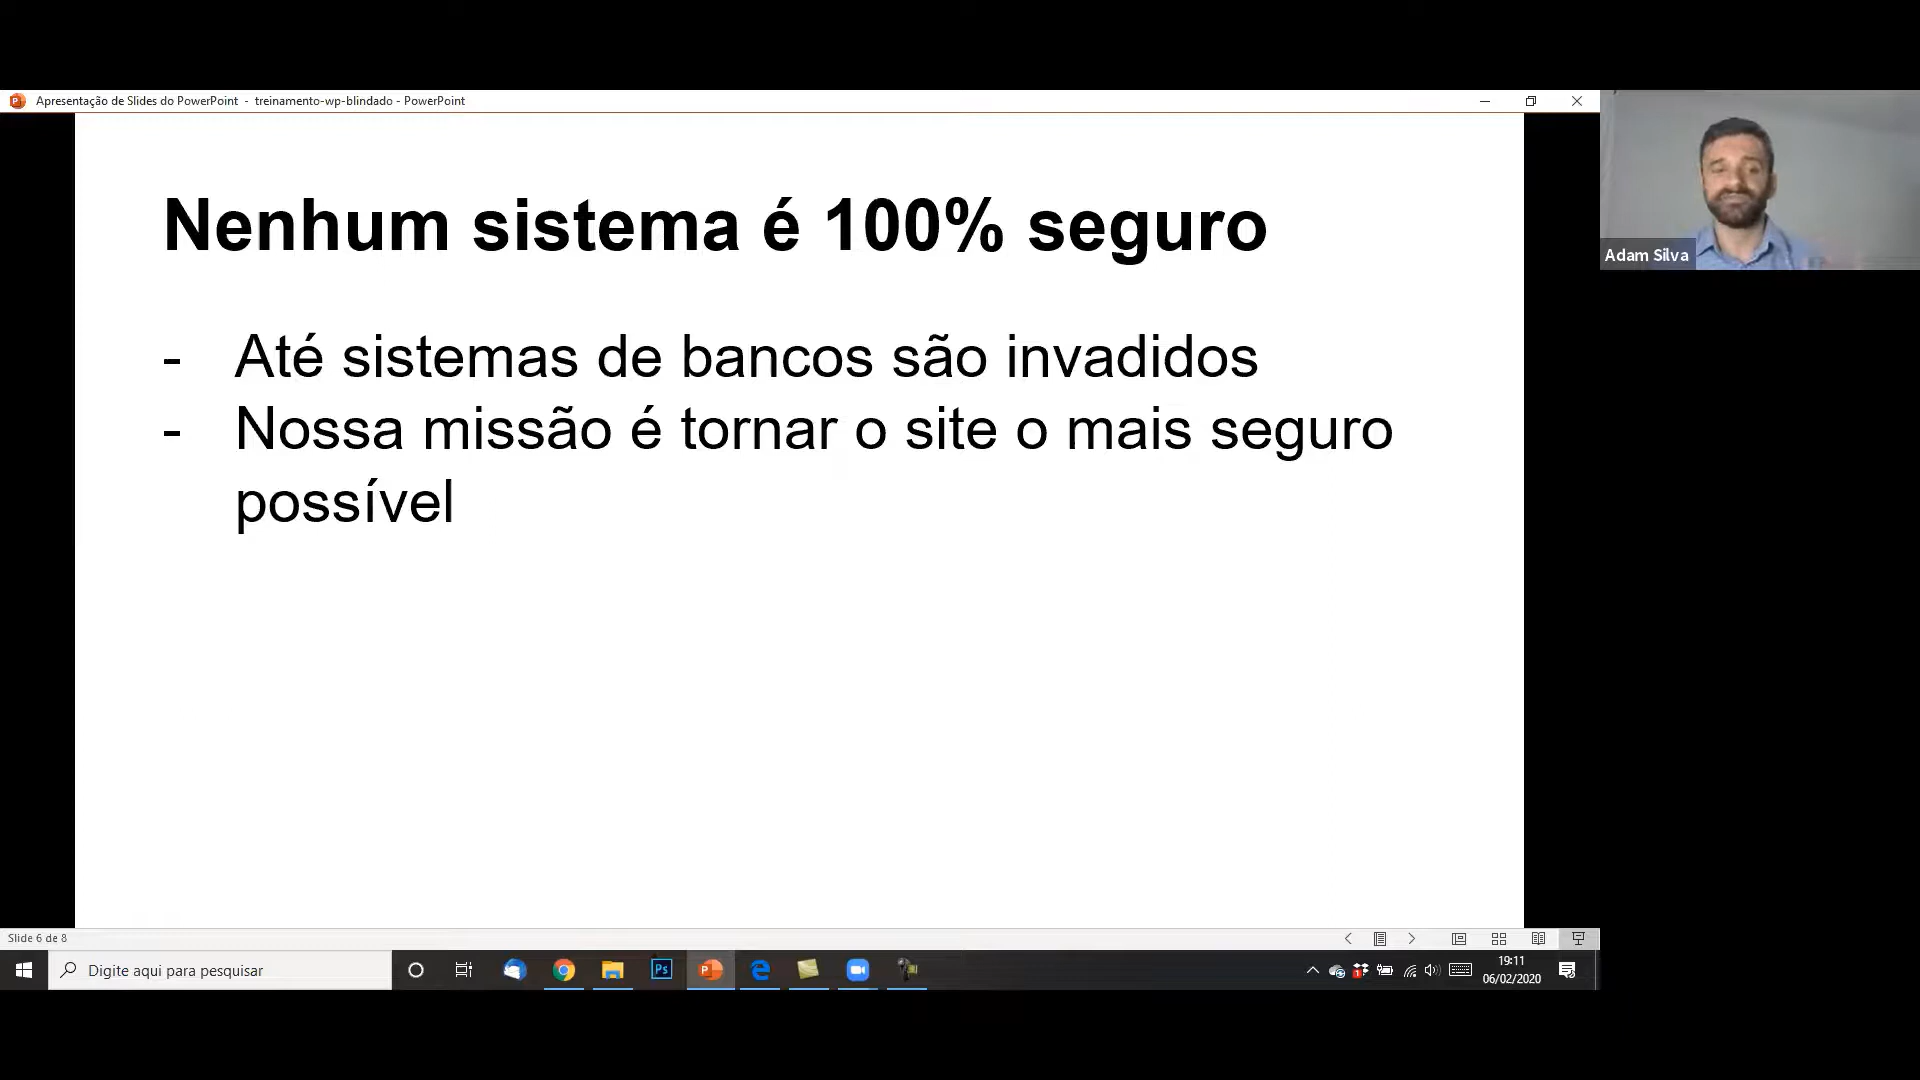 Apresentação de Slides do PowerPoint - treinamento-wp-blindado - PowerPoint
Nenhum sistema é 100% seguro
- Até sistemas de bancos são invadidos
- Nossa missão é tornar o site o mais seguro
possível
Adam Silva
Slide 6 de 8
Digite aqui para pesquisar
Ps
P
19:11
06/02/2020